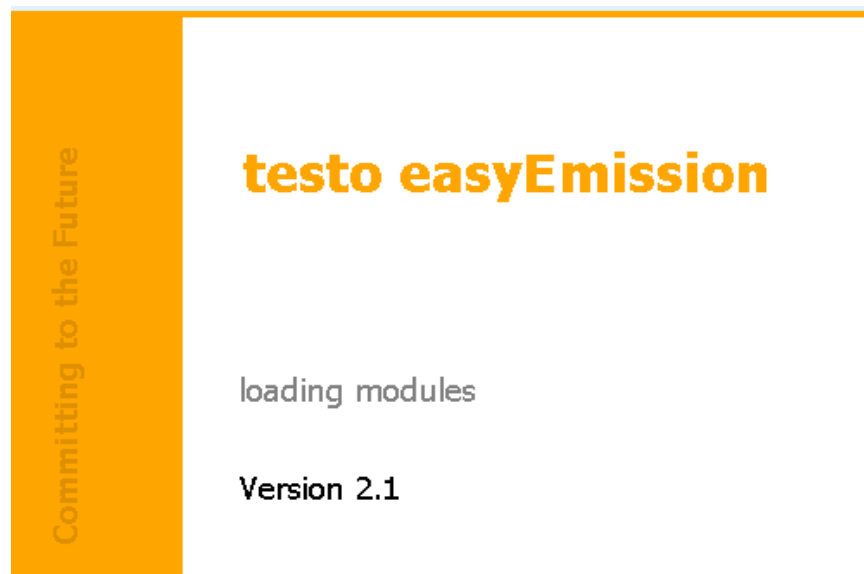 Committing to the Future
testo easyEmission
loading modules
Version 2.1